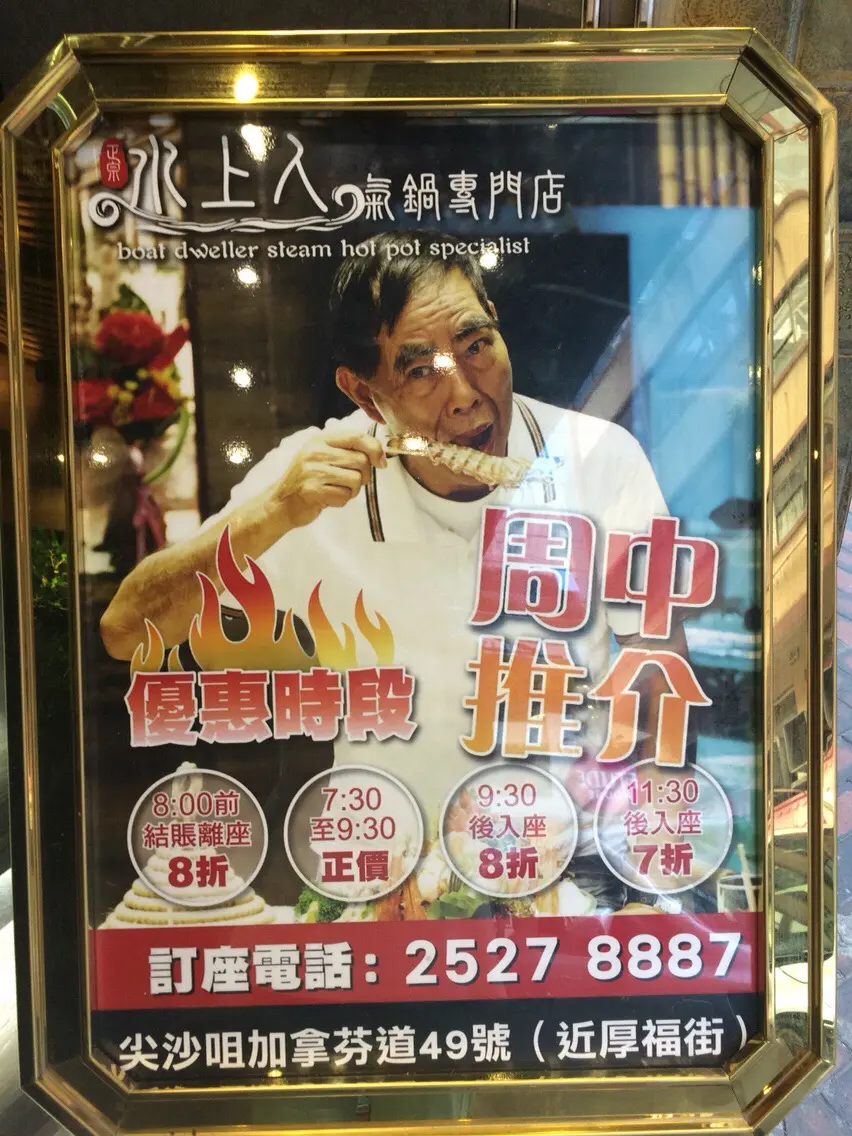 正宗
水上人氣鍋專門店
boat dweller steam hot pot specialist
周中
推介
優惠時段
8:00前
結賬離座
8折
7:30
至9:30
正價
9:30
後入座
8折
11:30
後入座
7折
訂座電話：2527 8887
尖沙咀加拿芬道49號（近厚福街）